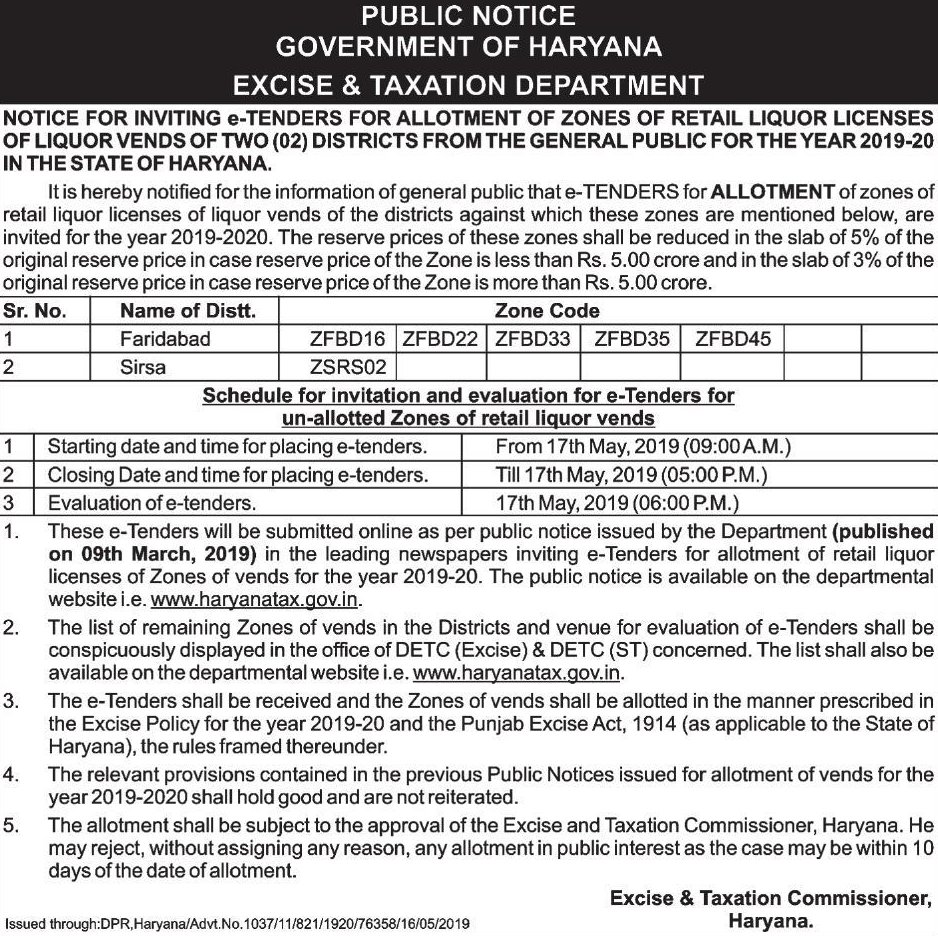 PUBLIC NOTICE
GOVERNMENT OF HARYANA
EXCISE & TAXATION DEPARTMENT
NOTICE FOR INVITING e-TENDERS FOR ALLOTMENT OF ZONES OF RETAIL LIQUOR LICENSES
OF LIQUOR VENDS OF TWO (02) DISTRICTS FROM THE GENERAL PUBLIC FOR THE YEAR 2019-20
IN THE STATE OF HARYANA.
It is hereby notified for the information of general public that e-TENDERS for ALLOTMENT of zones of
retail liquor licenses of liquor vends of the districts against which these zones are mentioned below, are
invited for the year 2019-2020. The reserve prices of these zones shall be reduced in the slab of 5% of the
original reserve price in case reserve price of the Zone is less than Rs. 5.00 crore and in the slab of 3% of the
original reserve price in case reserve price of the Zone is more than Rs. 5.00 crore.
Sr. No. Name of Distt. Zone Code
1 Faridabad ZFBD16 ZFBD22 ZFBD33 ZFBD35 ZFBD45
2 Sirsa ZSRS02
Schedule for invitation and evaluation for e-Tenders for
un-allotted Zones of retail liquor vends
1 Starting date and time for placing e-tenders. From 17th May, 2019 (09:00 A.M.)
2 Closing Date and time for placing e-tenders. Till 17th May, 2019 (05:00 P.M.)
3 Evaluation of e-tenders. 17th May, 2019 (06:00 P.M.)
1. These e-Tenders will be submitted online as per public notice issued by the Department (published
on 09th March, 2019) in the leading newspapers inviting e-Tenders for allotment of retail liquor
licenses of Zones of vends for the year 2019-20. The public notice is available on the departmental
website i.e. www.haryanatax.gov.in.
2. The list of remaining Zones of vends in the Districts and venue for evaluation of e-Tenders shall be
conspicuously displayed in the office of DETC (Excise) & DETC (ST) concerned. The list shall also be
available on the departmental website i.e. www.haryanatax.gov.in.
3. The e-Tenders shall be received and the Zones of vends shall be allotted in the manner prescribed in
the Excise Policy for the year 2019-20 and the Punjab Excise Act, 1914 (as applicable to the State of
Haryana), the rules framed thereunder.
4. The relevant provisions contained in the previous Public Notices issued for allotment of vends for the
year 2019-2020 shall hold good and are not reiterated.
5. The allotment shall be subject to the approval of the Excise and Taxation Commissioner, Haryana. He
may reject, without assigning any reason, any allotment in public interest as the case may be within 10
days of the date of allotment.
Excise & Taxation Commissioner,
Haryana.
Issued through:DPR,Haryana/Advt.No.1037/11/821/1920/76358/16/05/2019